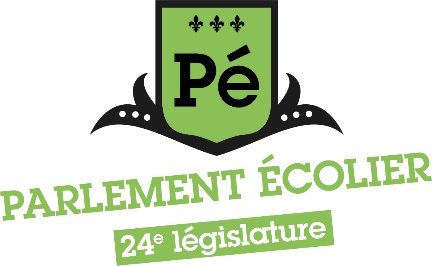 Pé
PARLEMENT ÉCOLIER
24e législature